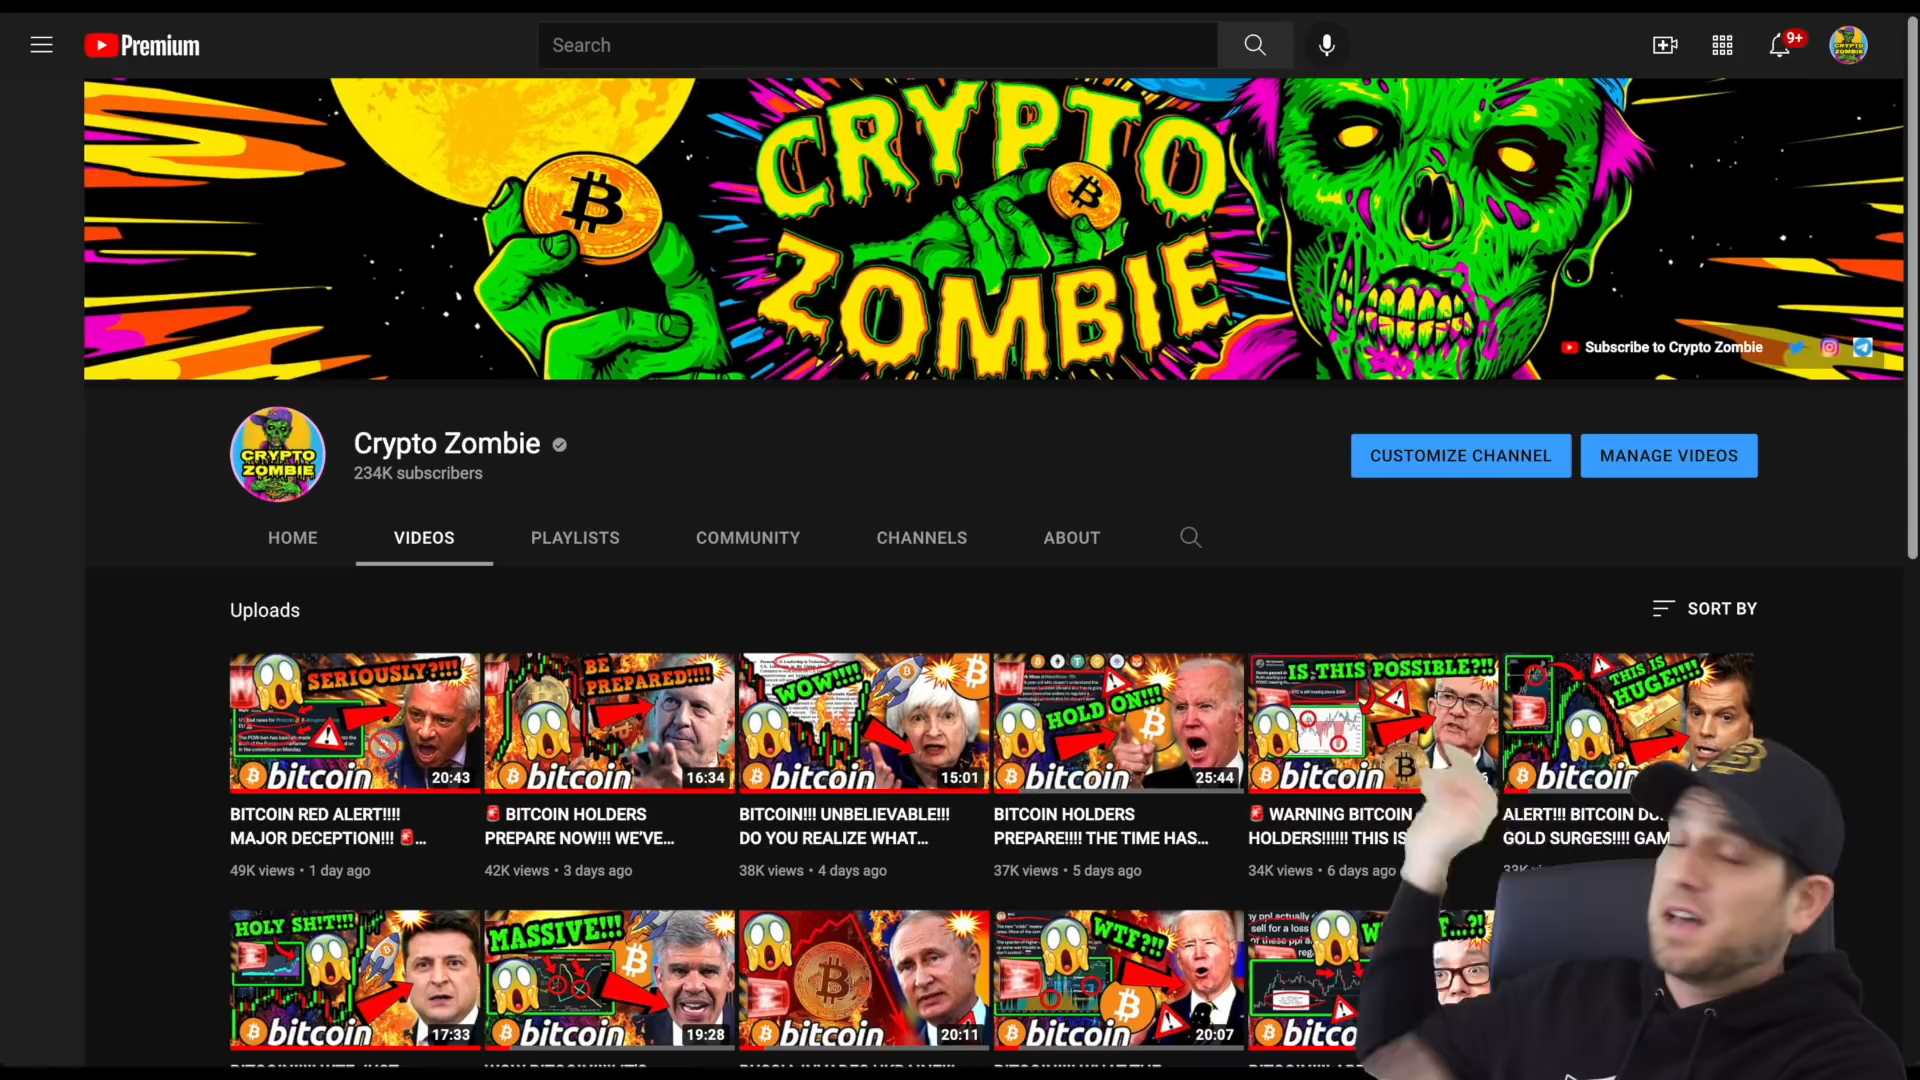 Premium
Search
9+
CRYPTO
ZOMBIE
Subscribe to Crypto Zombie
CRYPTO
ZOMBIE
Crypto Zombie
234K subscribers
CUSTOMIZE CHANNEL
MANAGE VIDEOS
HOME
VIDEOS
PLAYLISTS
COMMUNITY
CHANNELS
ABOUT
Uploads
SORT BY
SERIOUSLY?!!!
bitcoin
20:43
BE
PREPARED!!!!
bitcoin
16:34
WOW!!!!
bitcoin
15:01
HOLD ON!!!
25:44
IS THIS POSSIBLE?!!
bitcoin
THIS IS
HUGE!!!!
bitcoin
BITCOIN RED ALERT!!!!
MAJOR DECEPTION!!! 🚨...
49K views • 1 day ago
🚨 BITCOIN HOLDERS
PREPARE NOW!!! WE'VE...
42K views • 3 days ago
BITCOIN!!! UNBELIEVABLE!!!
DO YOU REALIZE WHAT...
38K views • 4 days ago
BITCOIN HOLDERS
PREPARE!!!! THE TIME HAS...
37K views • 5 days ago
🚨 WARNING BITCOIN
HOLDERS!!!!!! THIS IS
34K views • 6 days ago
ALERT!!! BITCOIN
GOLD SURGES!!!! GAM
33K
HOLY SH!T!!!
bitcoin
17:33
MASSIVE!!!
bitcoin
19:28
bitcoin
20:11
WTF?!!
bitcoin
20:07
bitcoin